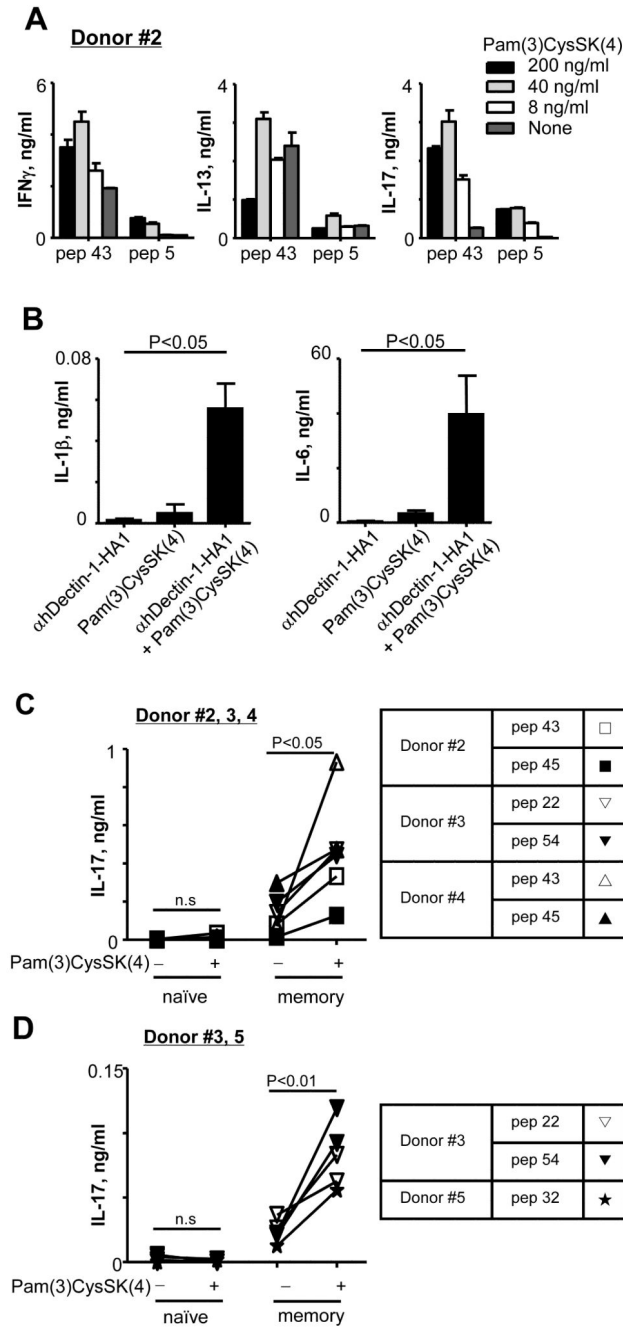 A
Donor #2
Pam(3)CysSK(4)
200 ng/ml
40 ng/ml
8 ng/ml
None
IFNγ, ng/ml
6
0
pep 43 pep 5
IL-13, ng/ml
4
2
0
pep 43 pep 5
IL-17, ng/ml
4
2
0
pep 43 pep 5
B
P<0.05
IL-1β, ng/ml
0.08
0
αhDectin-1-HA1
Pam(3)CysSK(4)
αhDectin-1-HA1
+ Pam(3)CysSK(4)
P<0.05
IL-6, ng/ml
60
0
αhDectin-1-HA1
Pam(3)CysSK(4)
αhDectin-1-HA1
+ Pam(3)CysSK(4)
C
Donor #2, 3, 4
IL-17, ng/ml
1
0
n.s
P<0.05
Pam(3)CysSK(4) – + – +
naïve memory
Donor #2
pep 43 □
pep 45 ■
Donor #3
pep 22 ▽
pep 54 ▼
Donor #4
pep 43 △
pep 45 ▲
D
Donor #3, 5
IL-17, ng/ml
0.15
0
n.s
P<0.01
Pam(3)CysSK(4) – + – +
naïve memory
Donor #3
pep 22 ▽
pep 54 ▼
Donor #5 pep 32 ★